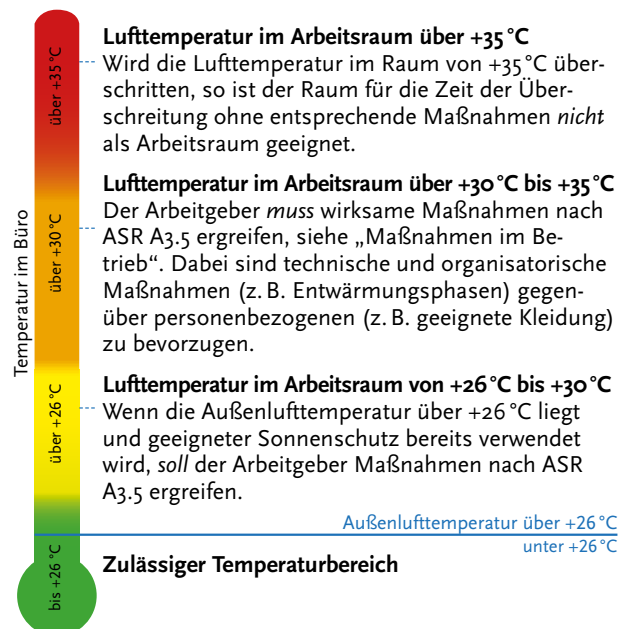 Lufttemperatur im Arbeitsraum über +35 °C
Wird die Lufttemperatur im Raum von +35 °C über-
schritten, so ist der Raum für die Zeit der Über-
schreitung ohne entsprechende Maßnahmen nicht
als Arbeitsraum geeignet.
Lufttemperatur im Arbeitsraum über +30 °C bis +35 °C
Der Arbeitgeber muss wirksame Maßnahmen nach
ASR A3.5 ergreifen, siehe „Maßnahmen im Be-
trieb“. Dabei sind technische und organisatorische
Maßnahmen (z. B. Entwärmungsphasen) gegen-
über personenbezogenen (z. B. geeignete Kleidung)
zu bevorzugen.
Lufttemperatur im Arbeitsraum von +26 °C bis +30 °C
Wenn die Außenlufttemperatur über +26 °C liegt
und geeigneter Sonnenschutz bereits verwendet
wird, soll der Arbeitgeber Maßnahmen nach ASR
A3.5 ergreifen.
Außenlufttemperatur über +26 °C
unter +26 °C
Zulässiger Temperaturbereich
Temperatur im Büro
über +35 °C
über +30 °C
über +26 °C
bis +26 °C